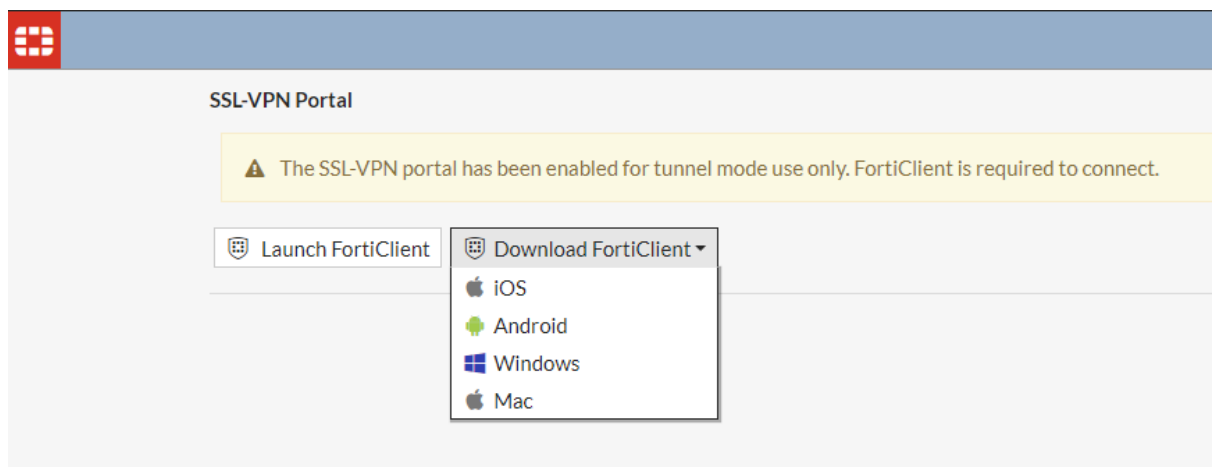 SSL-VPN Portal
The SSL-VPN portal has been enabled for tunnel mode use only. FortiClient is required to connect.
Launch FortiClient
Download FortiClient
iOS
Android
Windows
Mac